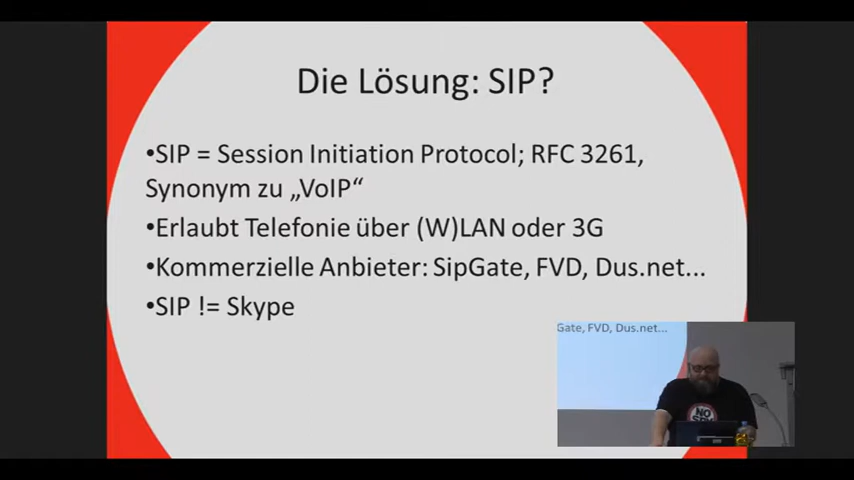 Die Lösung: SIP?
•SIP = Session Initiation Protocol; RFC 3261,
Synonym zu „VoIP“
•Erlaubt Telefonie über (W)LAN oder 3G
•Kommerzielle Anbieter: SipGate, FVD, Dus.net...
•SIP != Skype
Gate, FVD, Dus.net...
NO